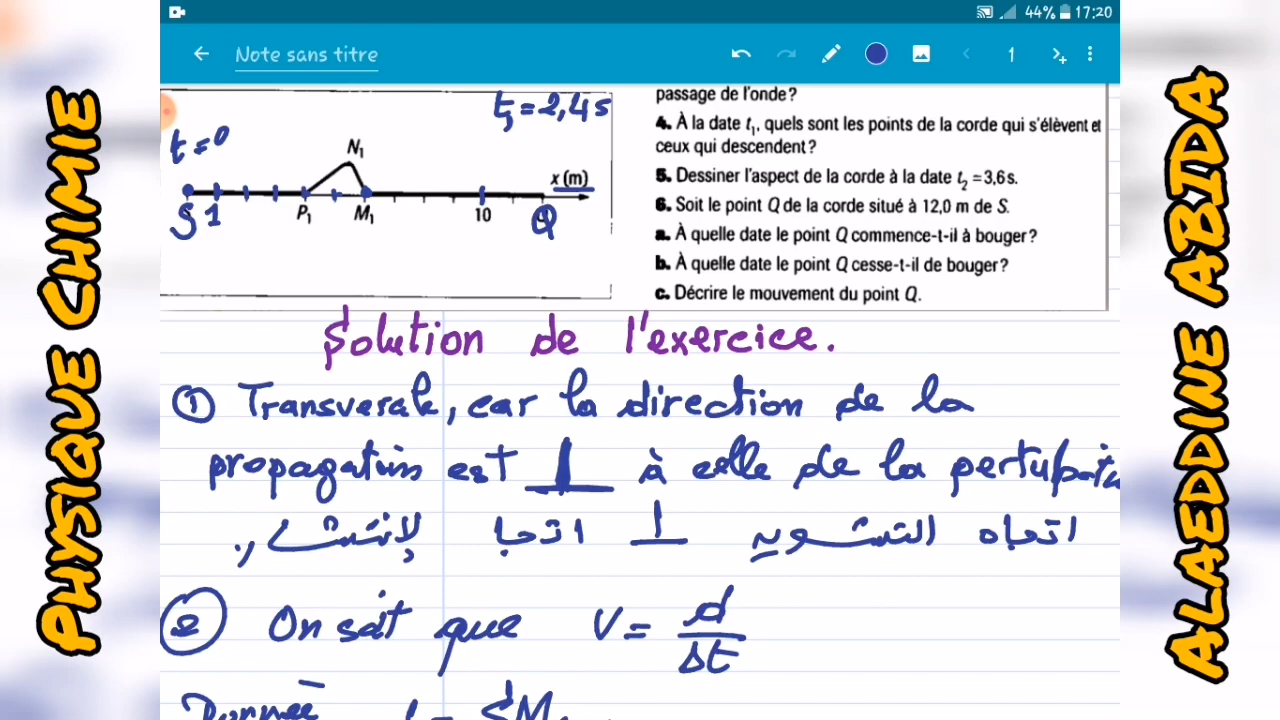 PHYSIQUE CHIMIE
44% 17:20
Note sans titre
1
t=0
t₁=2,4s
N₁
x (m)
S 1 P₁ M₁ 10 Q
passage de l'onde?
4. À la date t₁, quels sont les points de la corde qui s'élèvent et
ceux qui descendent?
5. Dessiner l'aspect de la corde à la date t₂ =3,6s.
6. Soit le point Q de la corde situé à 12,0 m de S.
a. À quelle date le point Q commence-t-il à bouger?
b. À quelle date le point Q cesse-t-il de bouger?
c. Décrire le mouvement du point Q.
Solution de l'exercice.
① Transversale, car la direction de la
propagation est ⊥ à celle de la
اتجاه التشويه ⊥ اتجا لإنتشار
② On sait que V = d/Δt
Donnée SM₁
ALAEDDINE ABIDA